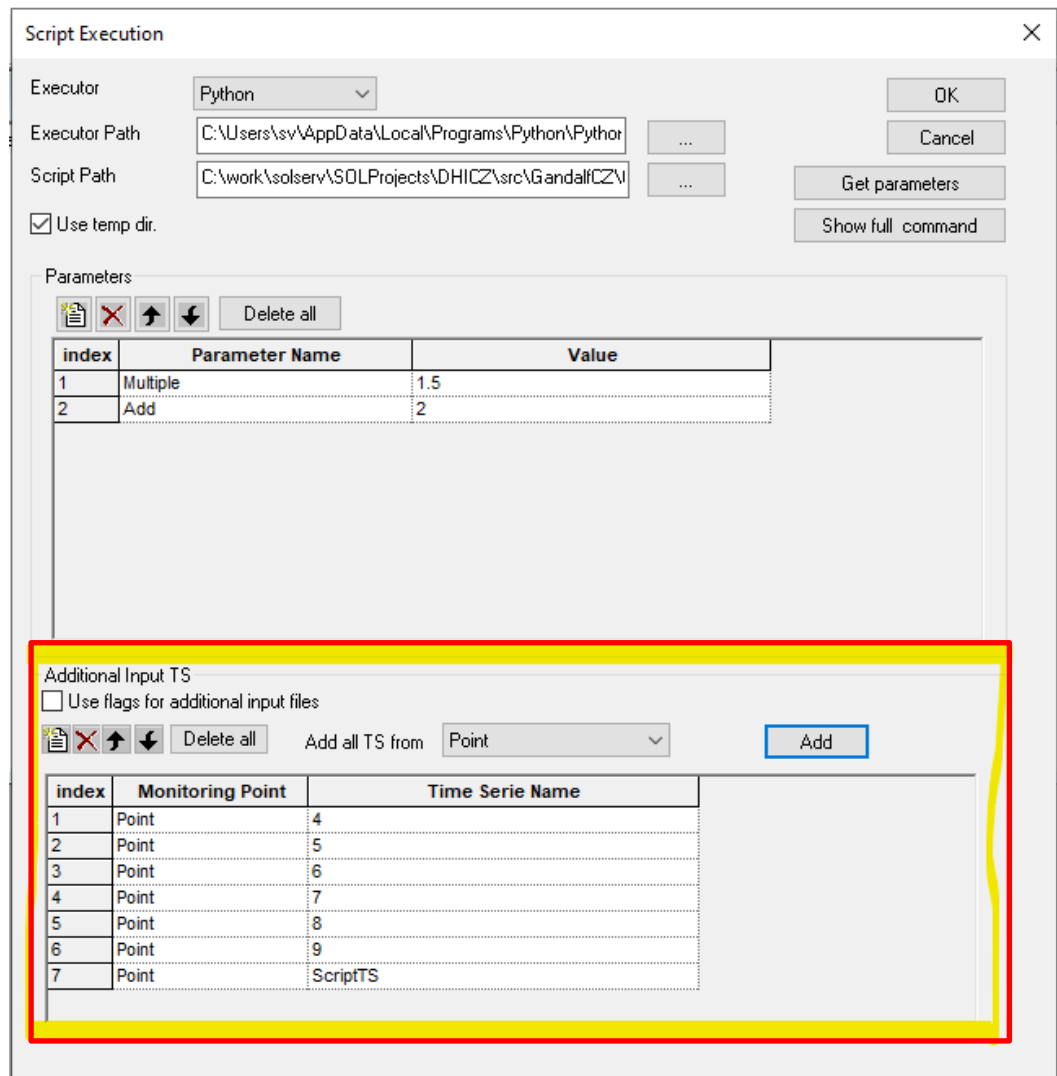 Script Execution
Executor Python OK
Executor Path C:\Users\sv\AppData\Local\Programs\Python\Python ... Cancel
Script Path C:\work\solserv\SOLProjects\DHICZ\src\GandalfCZ\ ... Get parameters
Use temp dir. Show full command
Parameters
Delete all
index Parameter Name Value
1 Multiple 1.5
2 Add 2
Additional Input TS
Use flags for additional input files
Delete all Add all TS from Point Add
index Monitoring Point Time Serie Name
1 Point 4
2 Point 5
3 Point 6
4 Point 7
5 Point 8
6 Point 9
7 Point ScriptTS